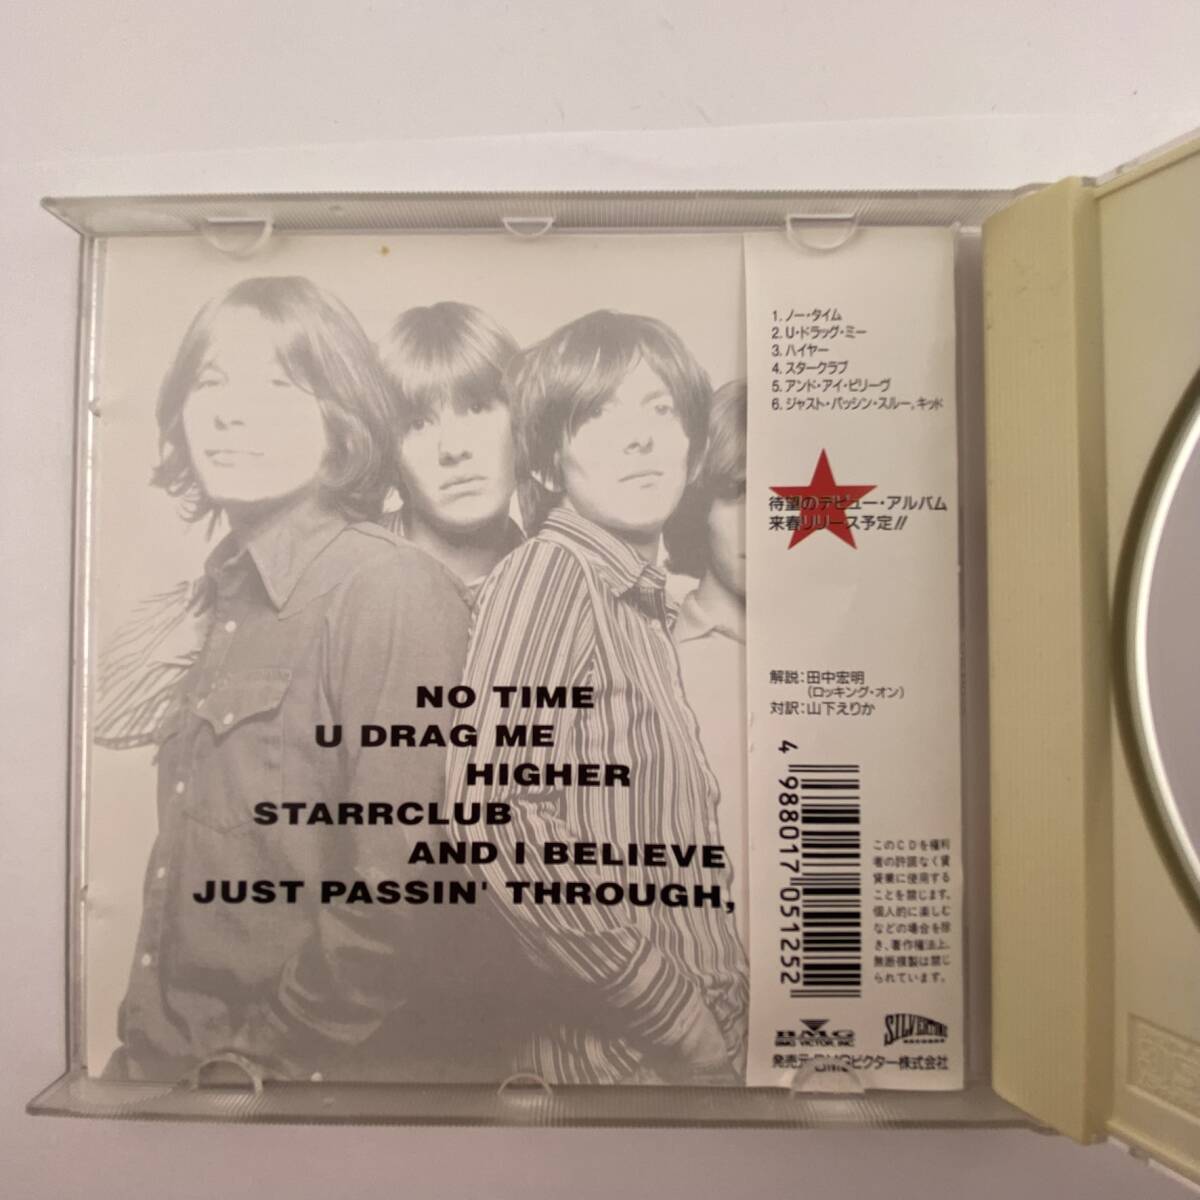 NO TIME
U DRAG ME
HIGHER
STARRCLUB
AND I BELIEVE
JUST PASSIN' THROUGH,
1. ノー・タイム
2. U・ドラッグ・ミー
3. ハイヤー
4. スタークラブ
5. アンド・アイ・ビリーヴ
6. ジャスト・パッシン・スルー,キッド
待望のデビュー・アルバム
来春リリース予定!!
解説：田中宏明
(ロッキング・オン)
対訳：山下えりか
4 988017 051252
このCDを権利
者の許諾なく賃
貸業に使用する
ことを禁じます。
個人的に楽しむ
などの場合を除
き、著作権法上、
無断複製は禁じ
られています。
BMG
BMG VICTOR, INC.
SILVERTONE
RECORDS
発売元・BMGビクター株式会社